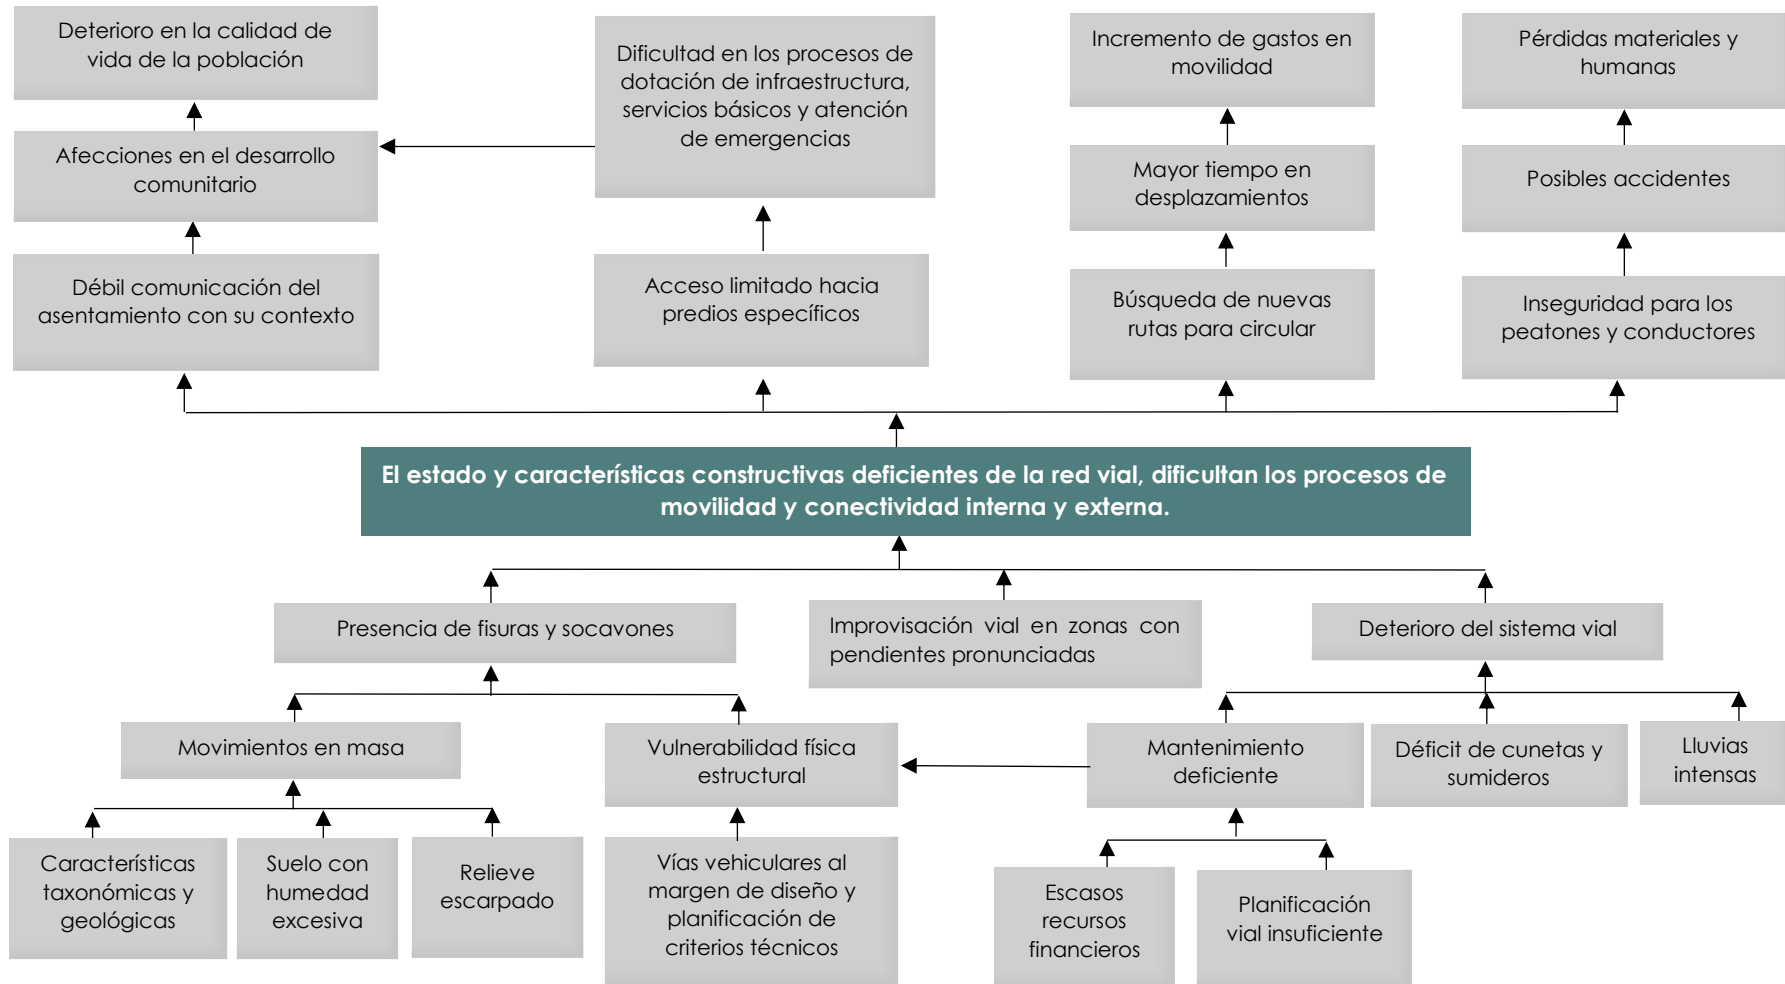 Deterioro en la calidad de
vida de la población
Dificultad en los procesos de
dotación de infraestructura,
servicios básicos y atención
de emergencias
Incremento de gastos en
movilidad
Pérdidas materiales y
humanas
Afecciones en el desarrollo
comunitario
Mayor tiempo en
desplazamientos
Posibles accidentes
Débil comunicación del
asentamiento con su contexto
Acceso limitado hacia
predios específicos
Búsqueda de nuevas
rutas para circular
Inseguridad para los
peatones y conductores
El estado y características constructivas deficientes de la red vial, dificultan los procesos de
movilidad y conectividad interna y externa.
Presencia de fisuras y socavones
Improvisación vial en zonas con
pendientes pronunciadas
Deterioro del sistema vial
Movimientos en masa
Vulnerabilidad física
estructural
Mantenimiento
deficiente
Déficit de cunetas y
sumideros
Lluvias
intensas
Características
taxonómicas y
geológicas
Suelo con
humedad
excesiva
Relieve
escarpado
Vías vehiculares al
margen de diseño y
planificación de
criterios técnicos
Escasos
recursos
financieros
Planificación
vial insuficiente